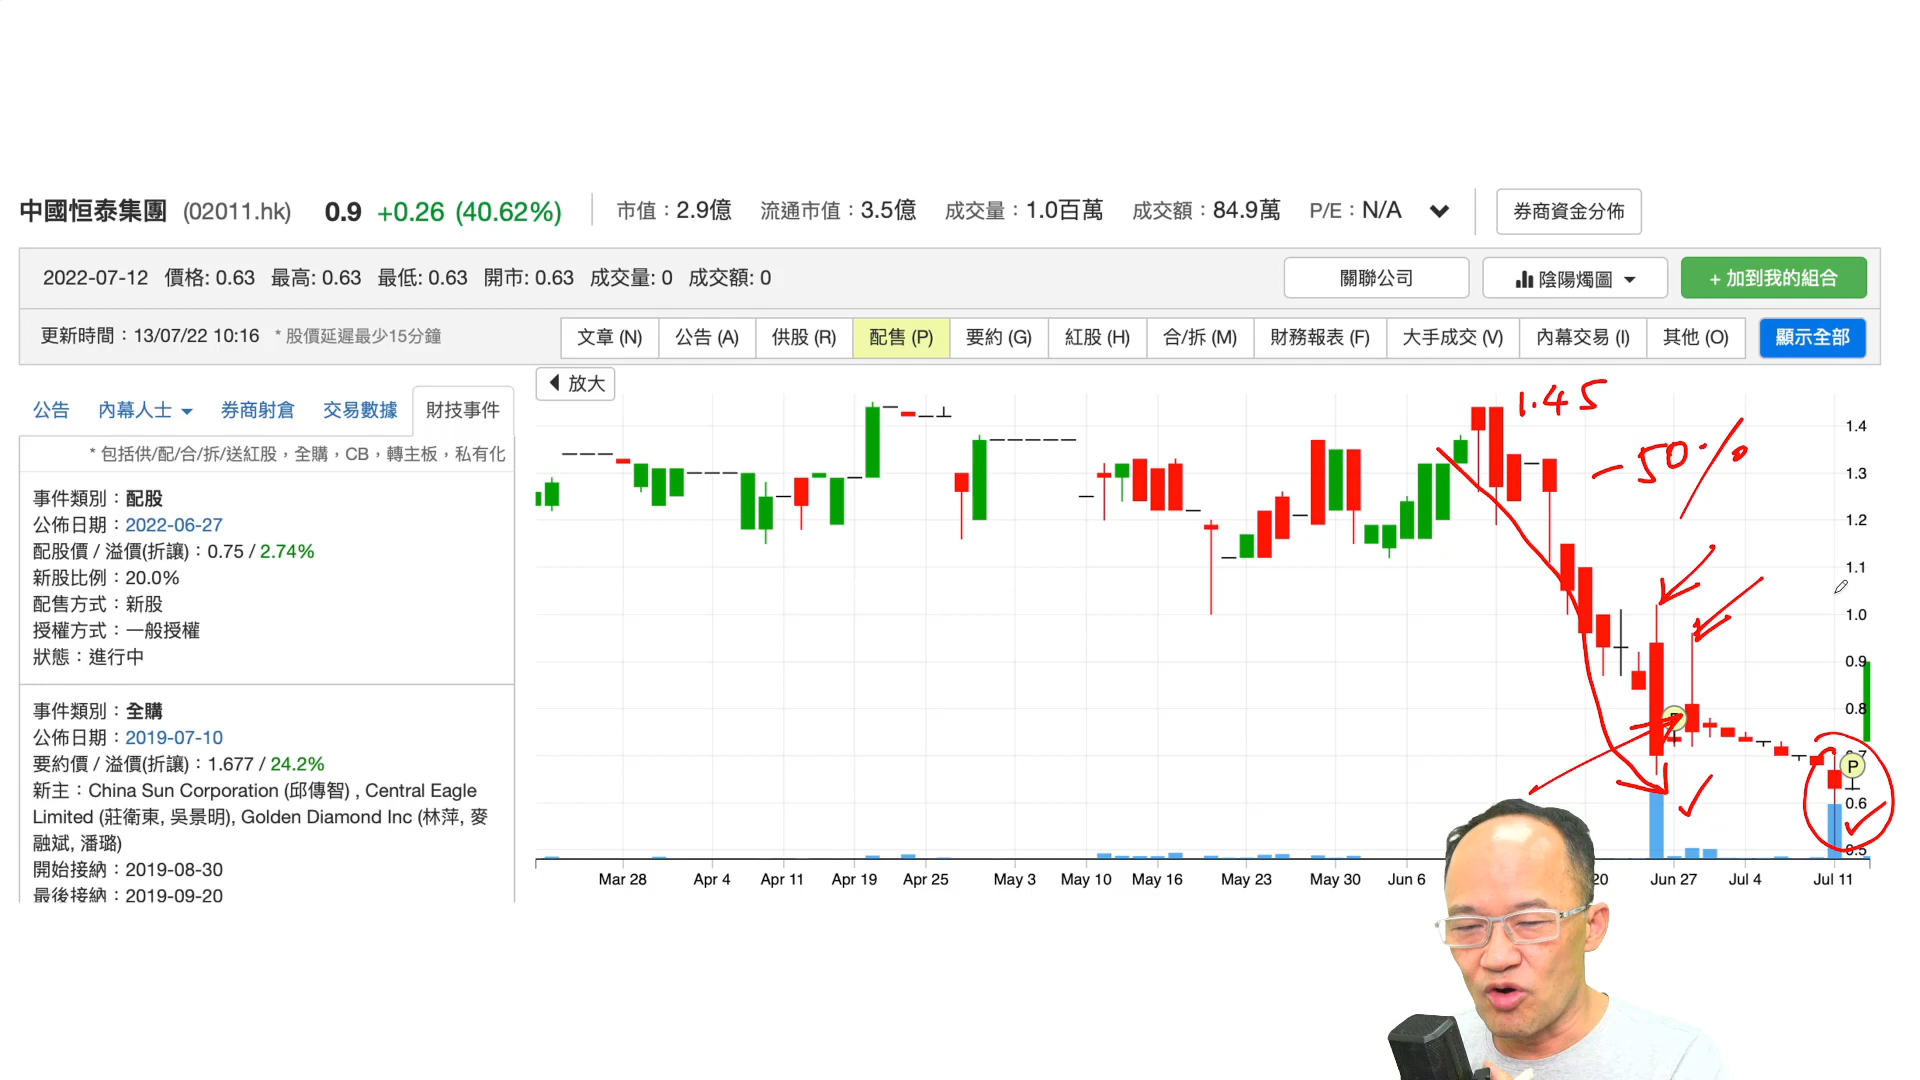 中國恒泰集團 (02011.hk) 0.9 +0.26 (40.62%) 市值：2.9億 流通市值：3.5億 成交量：1.0百萬 成交額：84.9萬 P/E：N/A 券商資金分佈
2022-07-12 價格: 0.63 最高: 0.63 最低: 0.63 開市: 0.63 成交量: 0 成交額: 0 關聯公司 陰陽燭圖 + 加到我的組合
更新時間：13/07/22 10:16 * 股價延遲最少15分鐘 文章 (N) 公告 (A) 供股 (R) 配售 (P) 要約 (G) 紅股 (H) 合/拆 (M) 財務報表 (F) 大手成交 (V) 內幕交易 (I) 其他 (O) 顯示全部
公告 內幕人士 券商射倉 交易數據 財技事件
* 包括供/配/合/拆/送紅股，全購，CB，轉主板，私有化
事件類別：配股
公佈日期：2022-06-27
配股價 / 溢價(折讓)：0.75 / 2.74%
新股比例：20.0%
配售方式：新股
授權方式：一般授權
狀態：進行中
事件類別：全購
公佈日期：2019-07-10
要約價 / 溢價(折讓)：1.677 / 24.2%
新主：China Sun Corporation (邱傳智) , Central Eagle
Limited (莊衛東, 吳景明), Golden Diamond Inc (林萍, 麥
融斌, 潘璐)
開始接納：2019-08-30
最後接納：2019-09-20
放大
1.45
-50%
1.4
1.3
1.2
1.1
1.0
0.9
0.8
0.7
P
0.6
0.5
Mar 28 Apr 4 Apr 11 Apr 19 Apr 25 May 3 May 10 May 16 May 23 May 30 Jun 6 20 Jun 27 Jul 4 Jul 11